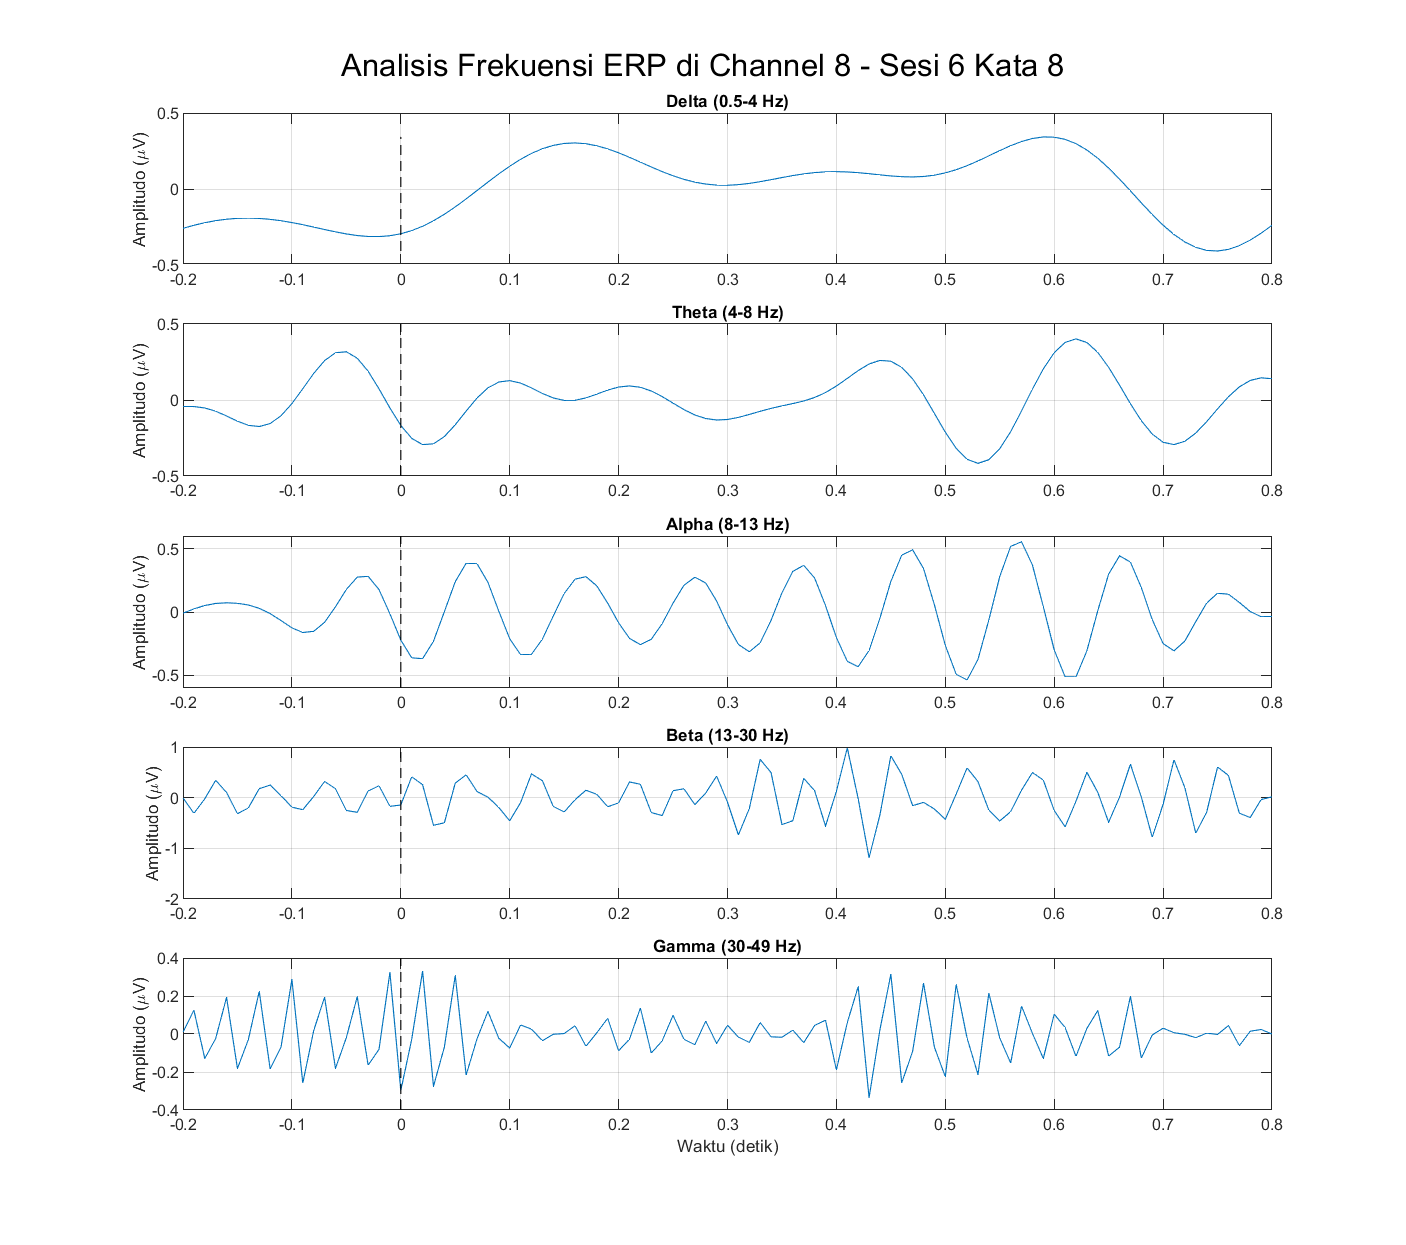 Analisis Frekuensi ERP di Channel 8 - Sesi 6 Kata 8
Delta (0.5-4 Hz)
Amplitudo (μV)
0.5
0
-0.5
-0.2 -0.1 0 0.1 0.2 0.3 0.4 0.5 0.6 0.7 0.8
Theta (4-8 Hz)
Amplitudo (μV)
0.5
0
-0.5
-0.2 -0.1 0 0.1 0.2 0.3 0.4 0.5 0.6 0.7 0.8
Alpha (8-13 Hz)
Amplitudo (μV)
0.5
0
-0.5
-0.2 -0.1 0 0.1 0.2 0.3 0.4 0.5 0.6 0.7 0.8
Beta (13-30 Hz)
Amplitudo (μV)
1
0
-1
-2
-0.2 -0.1 0 0.1 0.2 0.3 0.4 0.5 0.6 0.7 0.8
Gamma (30-49 Hz)
Amplitudo (μV)
0.4
0.2
0
-0.2
-0.4
-0.2 -0.1 0 0.1 0.2 0.3 0.4 0.5 0.6 0.7 0.8
Waktu (detik)